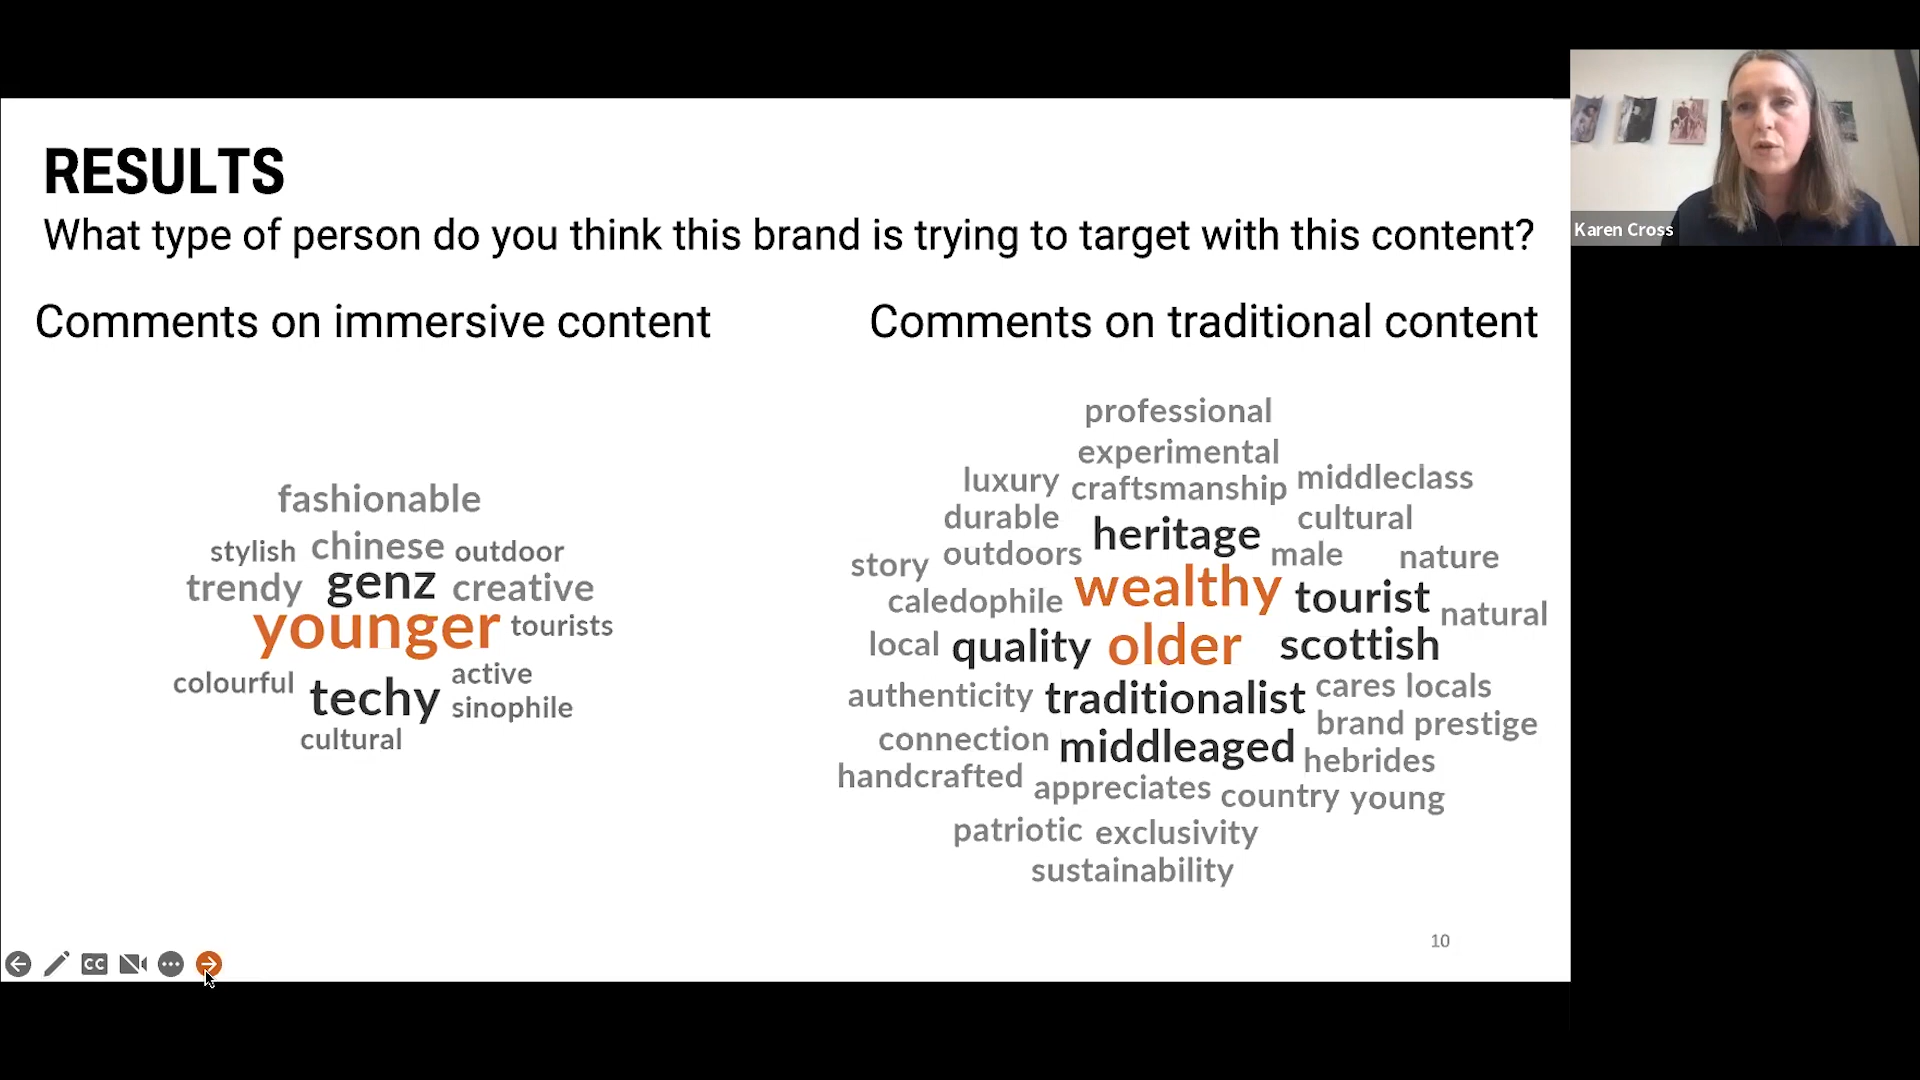 RESULTS
What type of person do you think this brand is trying to target with this content?
Comments on immersive content
fashionable
stylish chinese outdoor
trendy genz creative
younger tourists
colourful techy active
sinophile
cultural
Comments on traditional content
professional
experimental
luxury craftsmanship middleclass
durable heritage cultural
story outdoors male nature
caledophile wealthy tourist natural
local quality older scottish
authenticity traditionalist cares locals
brand prestige
connection middleaged hebrides
handcrafted appreciates country young
patriotic exclusivity
sustainability
10
CC
Karen Cross